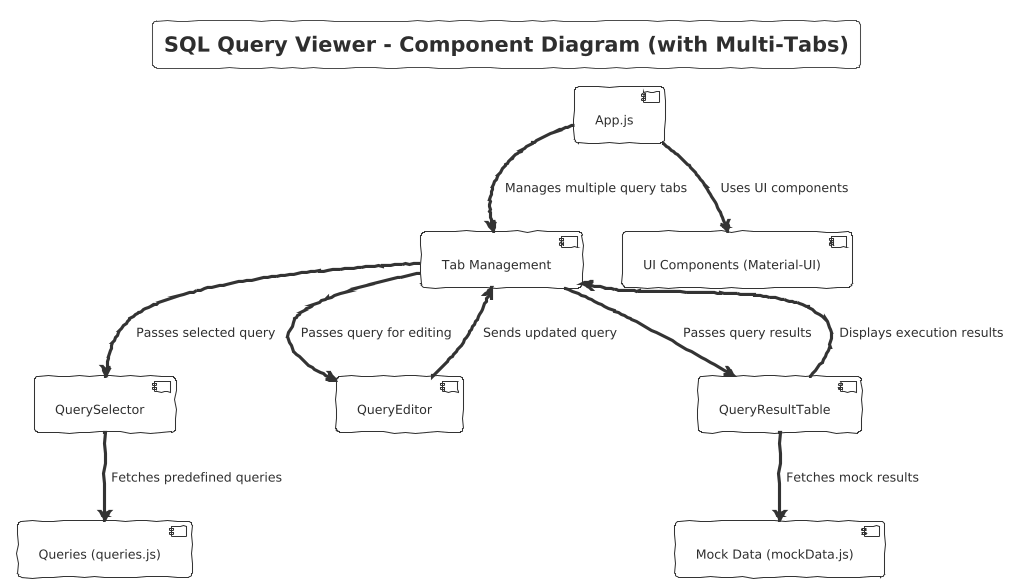 SQL Query Viewer - Component Diagram (with Multi-Tabs)
App.js
Manages multiple query tabs
Uses UI components
Tab Management
UI Components (Material-UI)
Passes selected query
Passes query for editing
Sends updated query
Passes query results
Displays execution results
QuerySelector
QueryEditor
QueryResultTable
Fetches predefined queries
Fetches mock results
Queries (queries.js)
Mock Data (mockData.js)